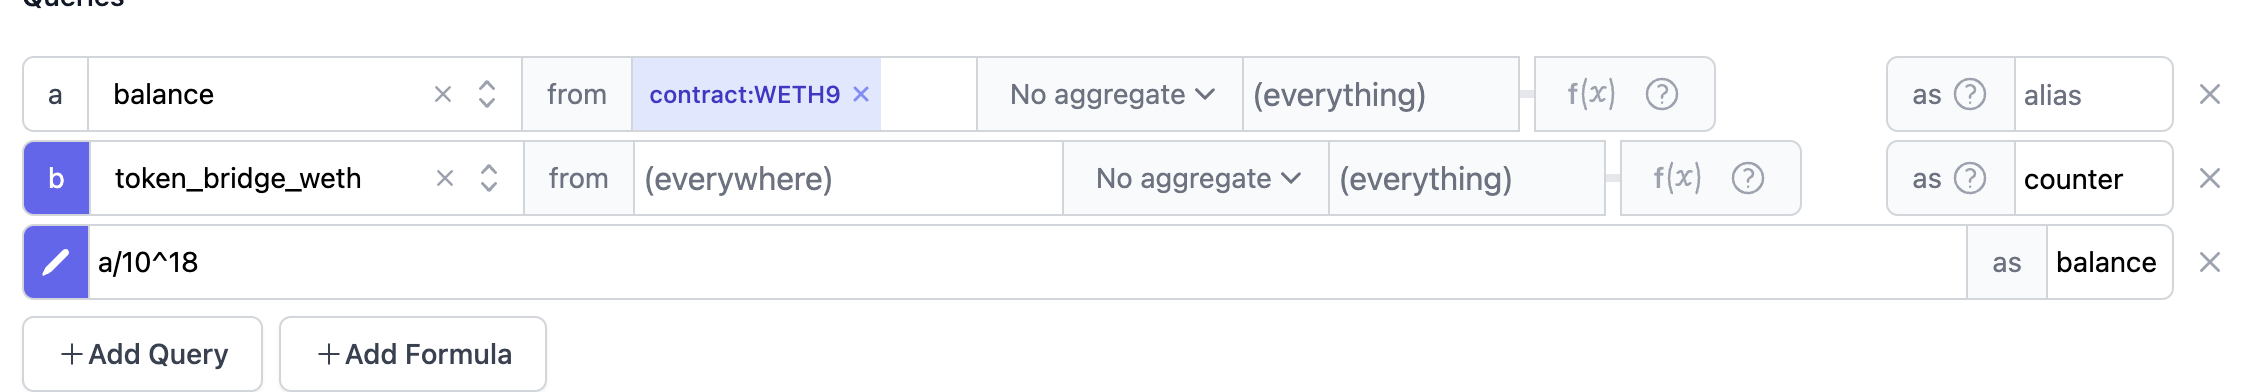 Queries
a balance from contract:WETH9 No aggregate (everything) f(x) ? as ? alias
b token_bridge_weth from (everywhere) No aggregate (everything) f(x) ? as ? counter
a/10^18 as balance
+ Add Query + Add Formula